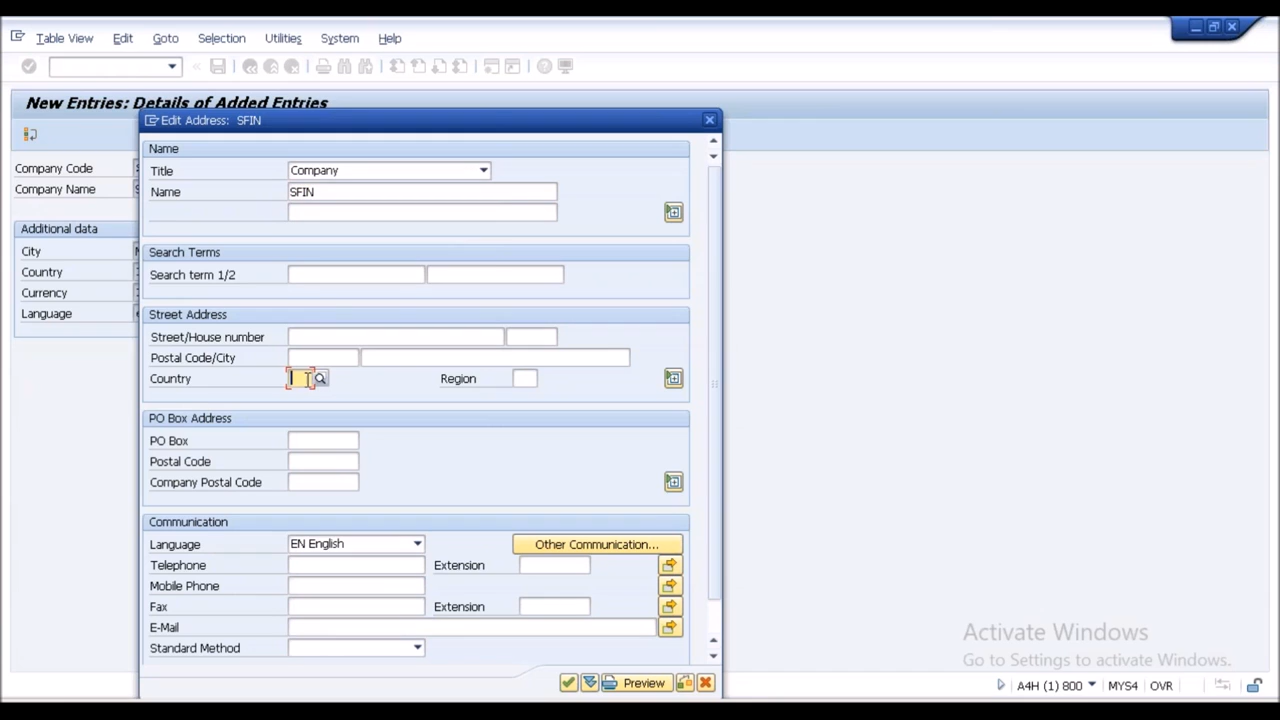 Table View Edit Goto Selection Utilities System Help
New Entries: Details of Added Entries
Edit Address: SFIN
Company Code
Company Name
Additional data
City
Country
Currency
Language
Name
Title Company
Name SFIN
Search Terms
Search term 1/2
Street Address
Street/House number
Postal Code/City
Country Region
PO Box Address
PO Box
Postal Code
Company Postal Code
Communication
Language EN English Other Communication...
Telephone Extension
Mobile Phone
Fax Extension
E-Mail
Standard Method
Preview
Activate Windows
Go to Settings to activate Windows.
A4H (1) 800 MYS4 OVR